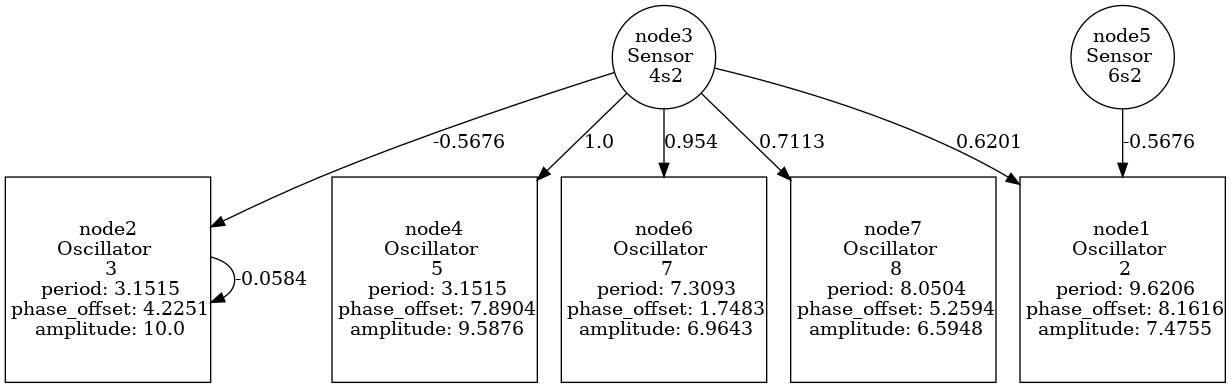 node3
Sensor
4s2
node5
Sensor
6s2
-0.5676
1.0
0.954
0.7113
0.6201
-0.5676
node2
Oscillator
3
period: 3.1515
phase_offset: 4.2251
amplitude: 10.0
-0.0584
node4
Oscillator
5
period: 3.1515
phase_offset: 7.8904
amplitude: 9.5876
node6
Oscillator
7
period: 7.3093
phase_offset: 1.7483
amplitude: 6.9643
node7
Oscillator
8
period: 8.0504
phase_offset: 5.2594
amplitude: 6.5948
node1
Oscillator
2
period: 9.6206
phase_offset: 8.1616
amplitude: 7.4755